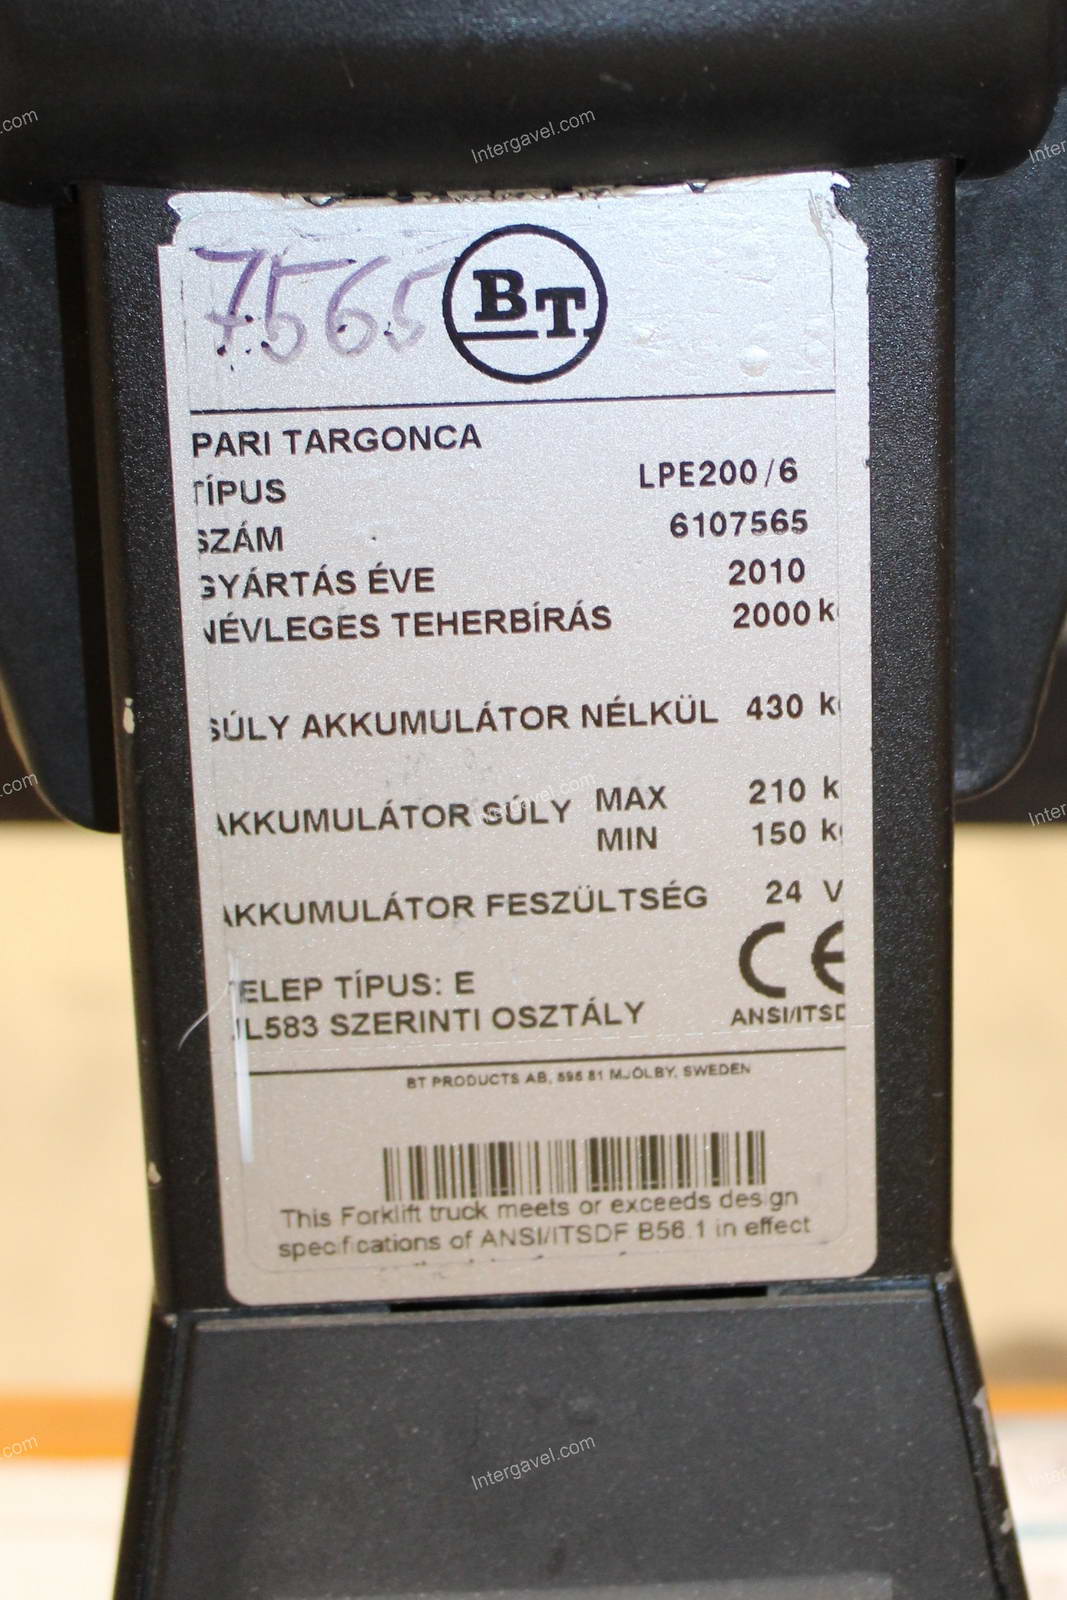 7565
BT
PARI TARGONCA
TÍPUS LPE200/6
SZÁM 6107565
GYÁRTÁS ÉVE 2010
NÉVLEGES TEHERBÍRÁS 2000 k
SÚLY AKKUMULÁTOR NÉLKÜL 430 k
AKKUMULÁTOR SÚLY MAX 210 k
MIN 150 k
AKKUMULÁTOR FESZÜLTSÉG 24 V
CE
TELEP TÍPUS: E
UL583 SZERINTI OSZTÁLY ANSI/ITSD
BT PRODUCTS AB, 595 81 MJÖLBY, SWEDEN
This Forklift truck meets or exceeds design
specifications of ANSI/ITSDF B56.1 in effect
Intergavel.com
Intergavel.com
Intergavel.com